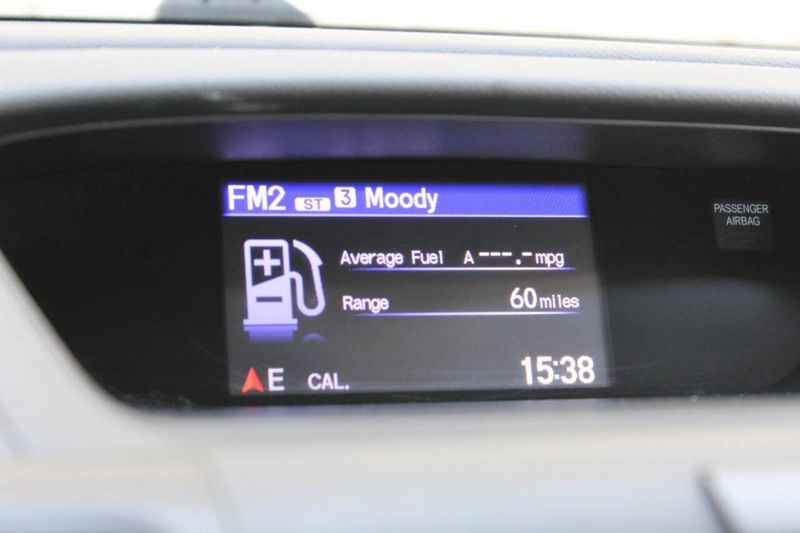 FM2 ST 3 Moody
PASSENGER
AIRBAG
Average Fuel A ---.- mpg
Range 60 miles
E CAL. 15:38